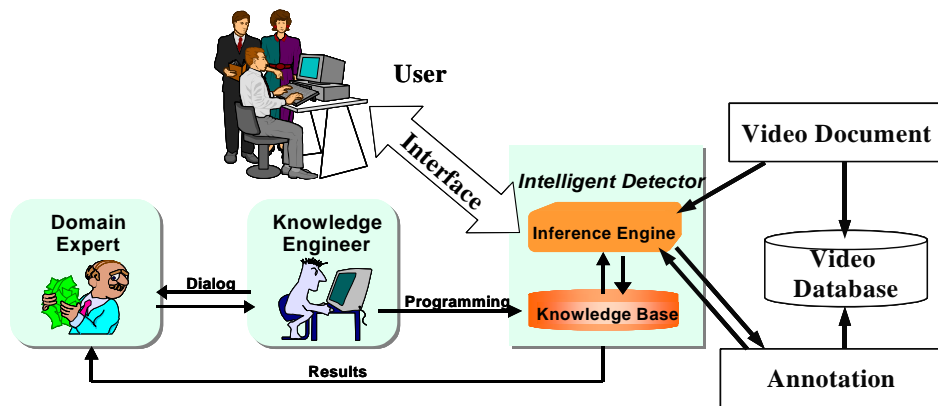 User
Interface
Video Document
Intelligent Detector
Domain
Expert
Knowledge
Engineer
Inference Engine
Video
Database
Dialog
Programming
Knowledge Base
Results
Annotation